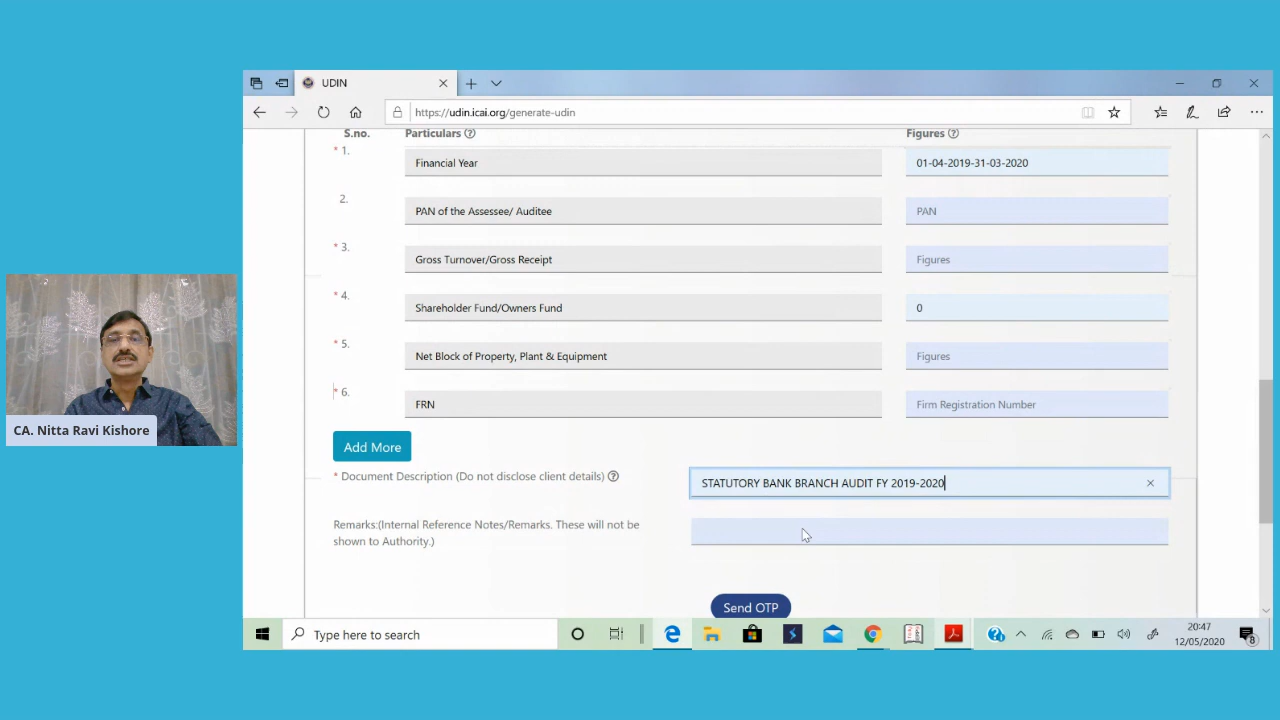 UDIN
https://udin.icai.org/generate-udin
S.no. Particulars Figures
* 1. Financial Year 01-04-2019-31-03-2020
2. PAN of the Assessee/ Auditee PAN
* 3. Gross Turnover/Gross Receipt Figures
* 4. Shareholder Fund/Owners Fund 0
* 5. Net Block of Property, Plant & Equipment Figures
* 6. FRN Firm Registration Number
Add More
* Document Description (Do not disclose client details) STATUTORY BANK BRANCH AUDIT FY 2019-2020
Remarks:(Internal Reference Notes/Remarks. These will not be
shown to Authority.)
Send OTP
CA. Nitta Ravi Kishore
Type here to search
20:47
12/05/2020
8